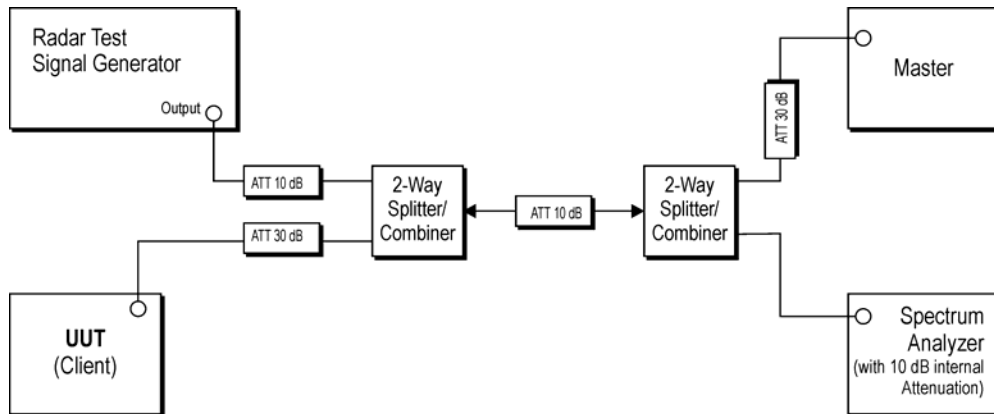 Radar Test
Signal Generator
Output
ATT 10 dB
ATT 30 dB
2-Way
Splitter/
Combiner
ATT 10 dB
2-Way
Splitter/
Combiner
ATT 30 dB
Master
UUT
(Client)
Spectrum
Analyzer
(with 10 dB internal
Attenuation)